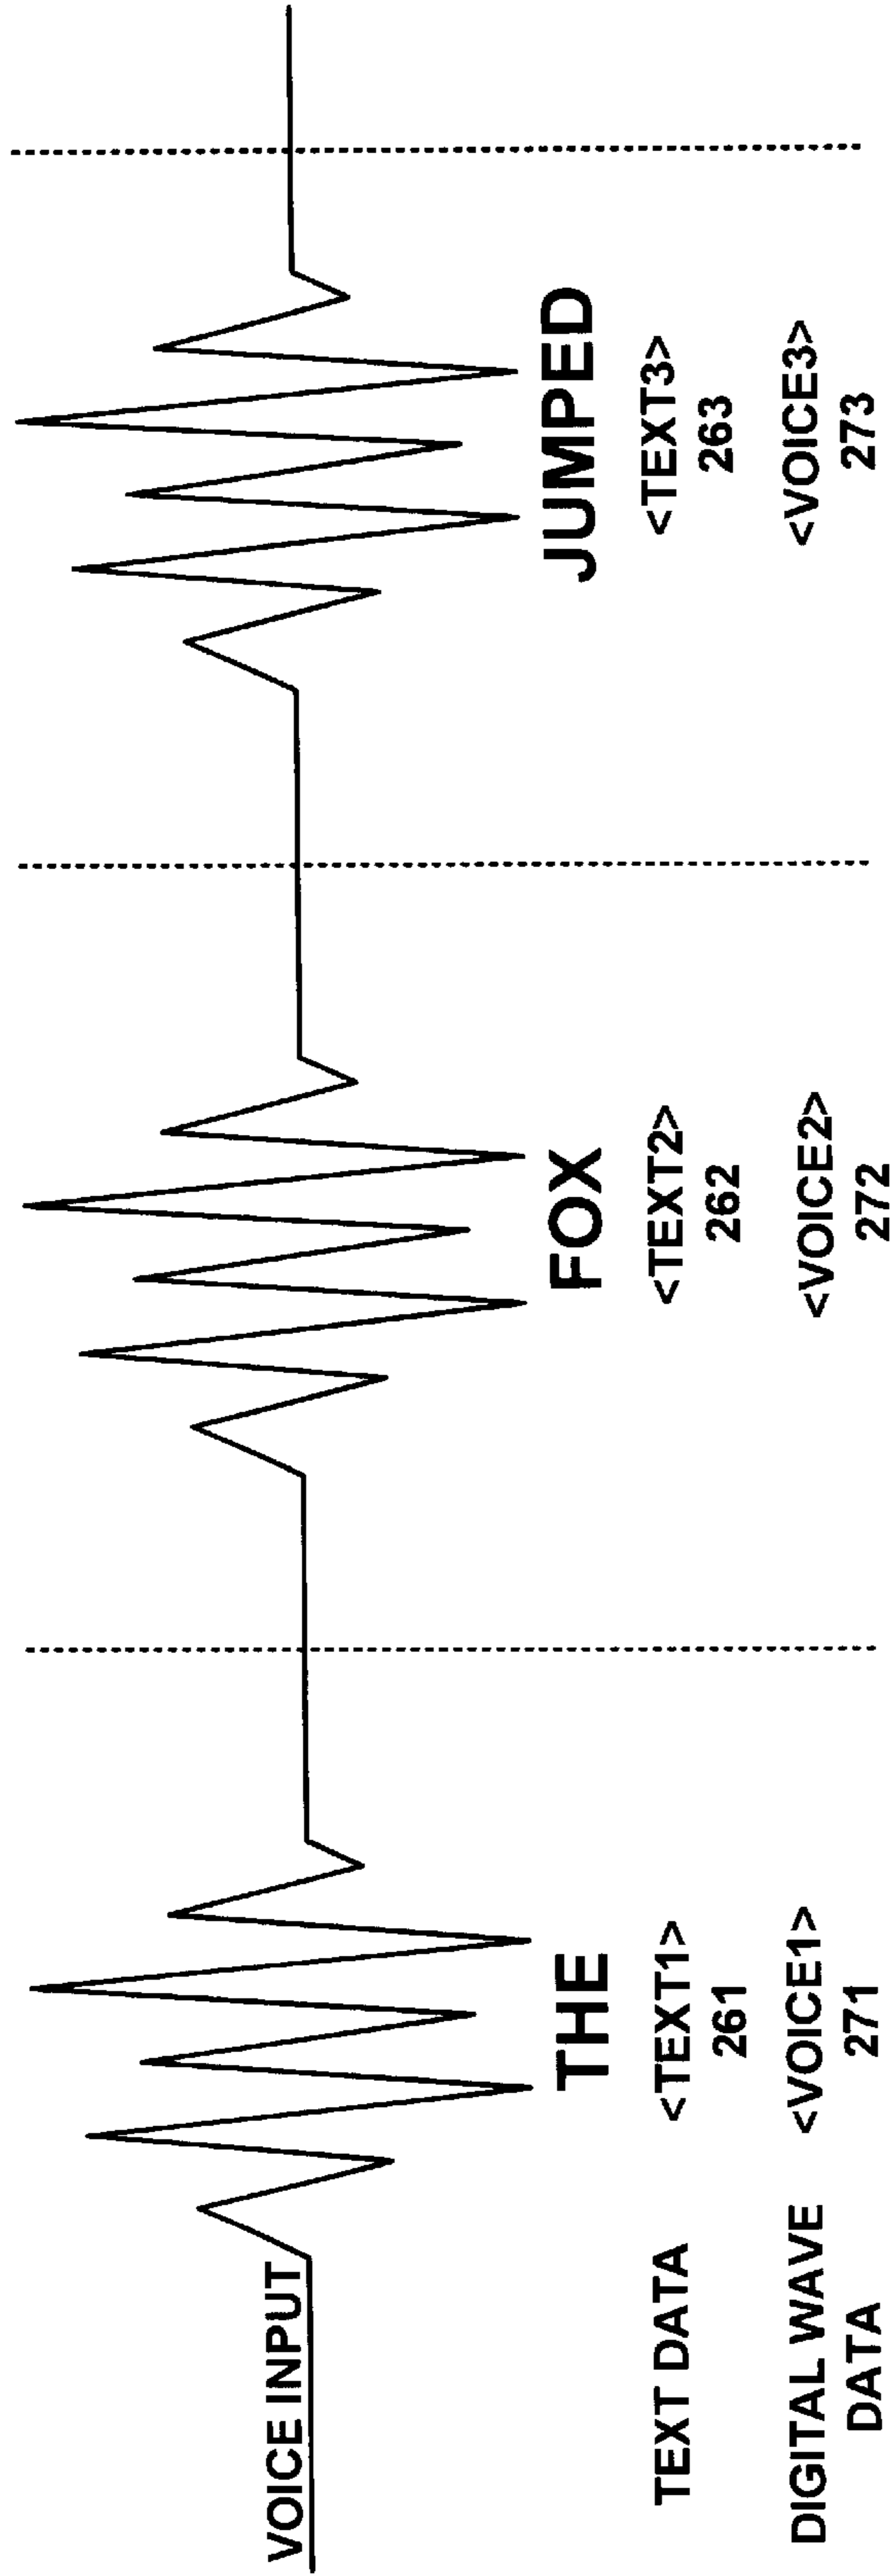 VOICE INPUT
THE FOX JUMPED
TEXT DATA <TEXT1> <TEXT2> <TEXT3>
261 262 263
DIGITAL WAVE <VOICE1> <VOICE2> <VOICE3>
DATA 271 272 273